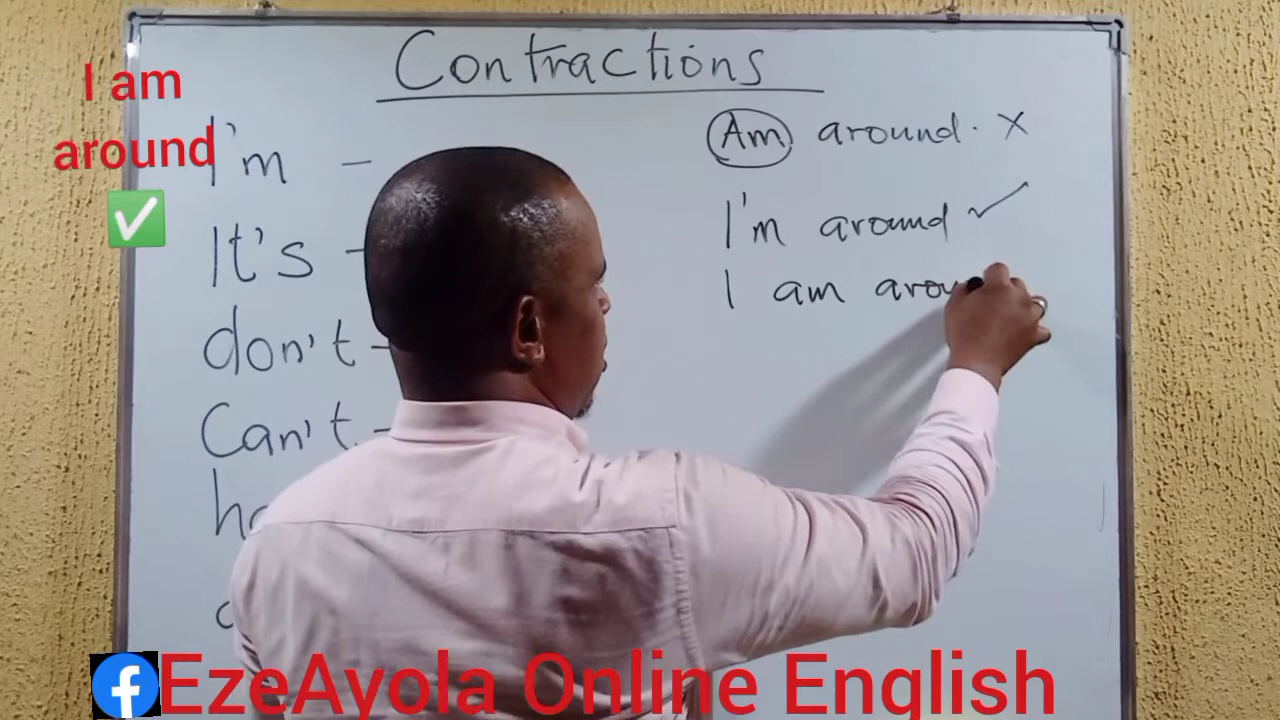 Contractions
I am
around
I'm -
It's -
don't -
Can't -
Am around. X
I'm around ✓
I am arou
EzeAyola Online English